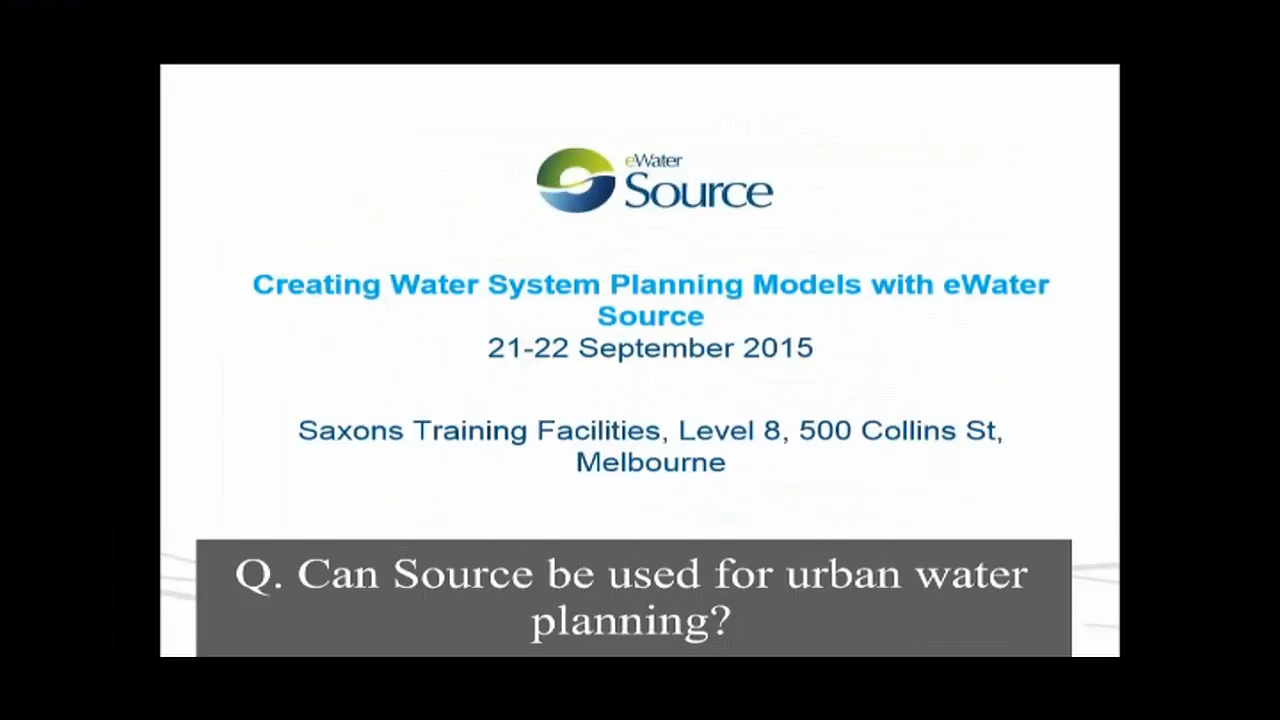 eWater
Source
Creating Water System Planning Models with eWater
Source
21-22 September 2015
Saxons Training Facilities, Level 8, 500 Collins St,
Melbourne
Q. Can Source be used for urban water
planning?